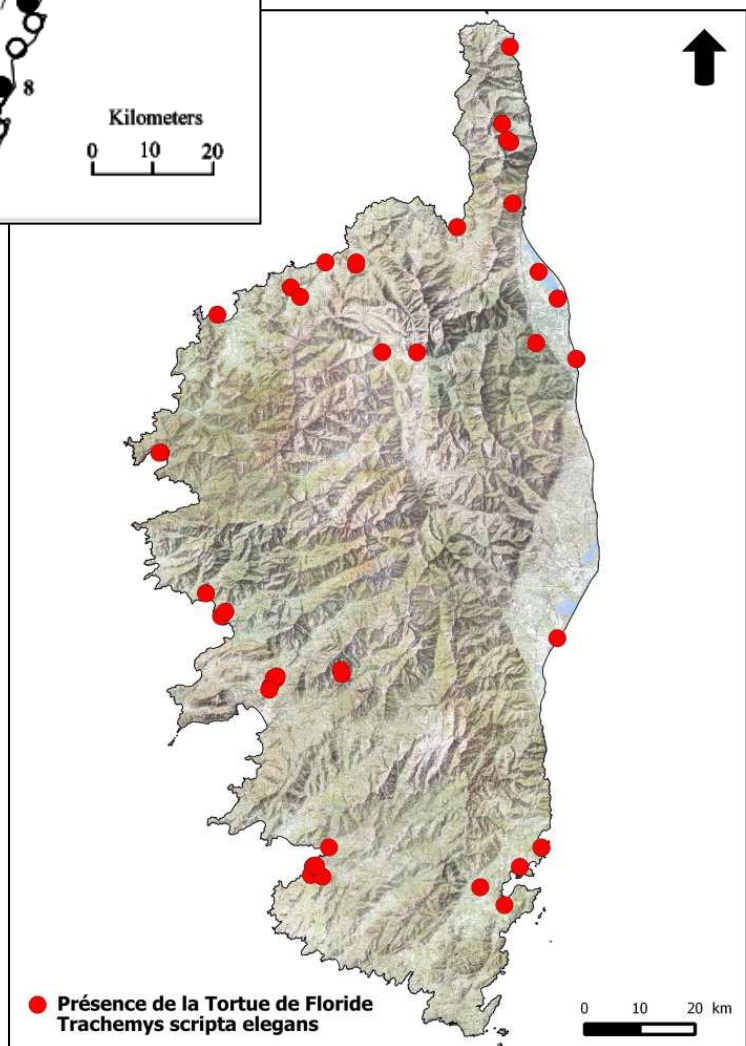 8
Kilometers
0 10 20
Présence de la Tortue de Floride
Trachemys scripta elegans
0 10 20 km